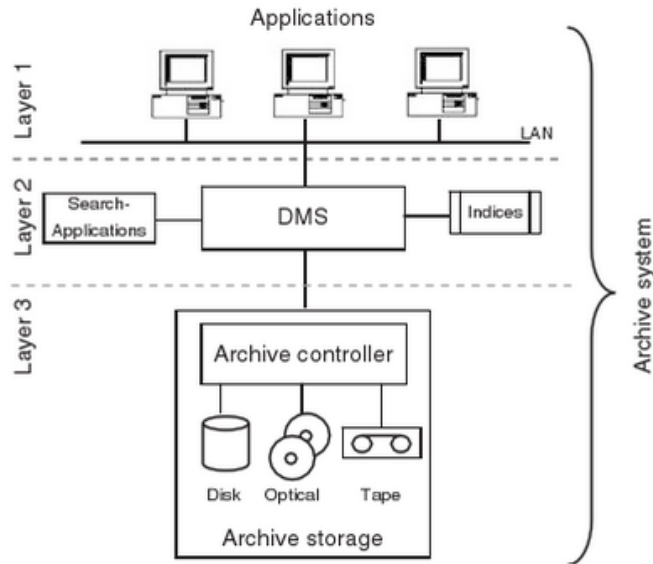 Applications
Layer 1
LAN
Layer 2
Search-
Applications
DMS
Indices
Layer 3
Archive controller
Disk
Optical
Tape
Archive storage
Archive system